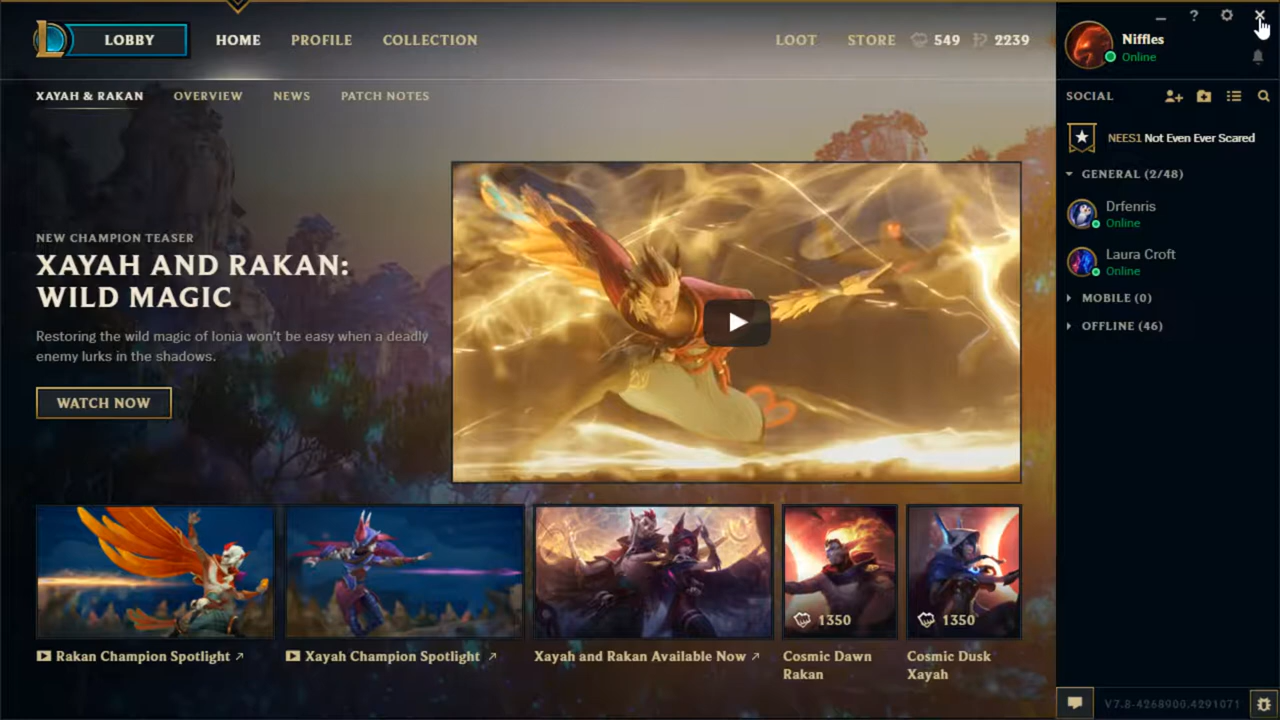 LOBBY
HOME
PROFILE
COLLECTION
LOOT
STORE
549
2239
Niffles
Online
XAYAH & RAKAN
OVERVIEW
NEWS
PATCH NOTES
SOCIAL
NEES1 Not Even Ever Scared
GENERAL (2/48)
Drfenris
Online
Laura Croft
Online
MOBILE (0)
OFFLINE (46)
NEW CHAMPION TEASER
XAYAH AND RAKAN:
WILD MAGIC
Restoring the wild magic of Ionia won't be easy when a deadly
enemy lurks in the shadows.
WATCH NOW
1350
1350
Rakan Champion Spotlight
Xayah Champion Spotlight
Xayah and Rakan Available Now
Cosmic Dawn
Rakan
Cosmic Dusk
Xayah
V7.8-4268900.4291071